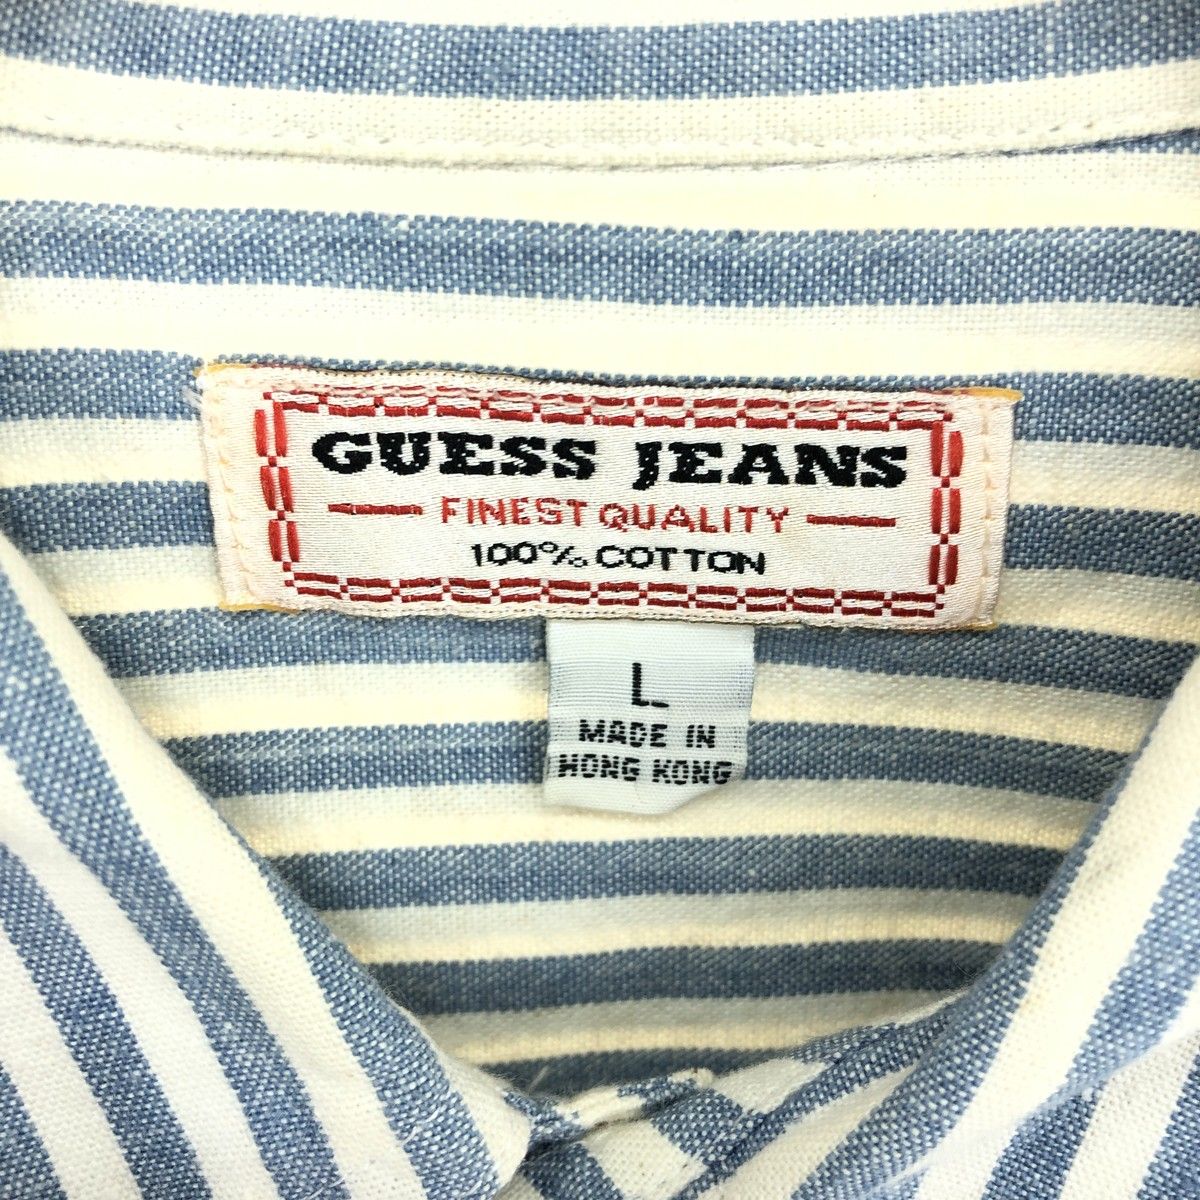 GUESS JEANS
FINEST QUALITY
100% COTTON
L
MADE IN
HONG KONG